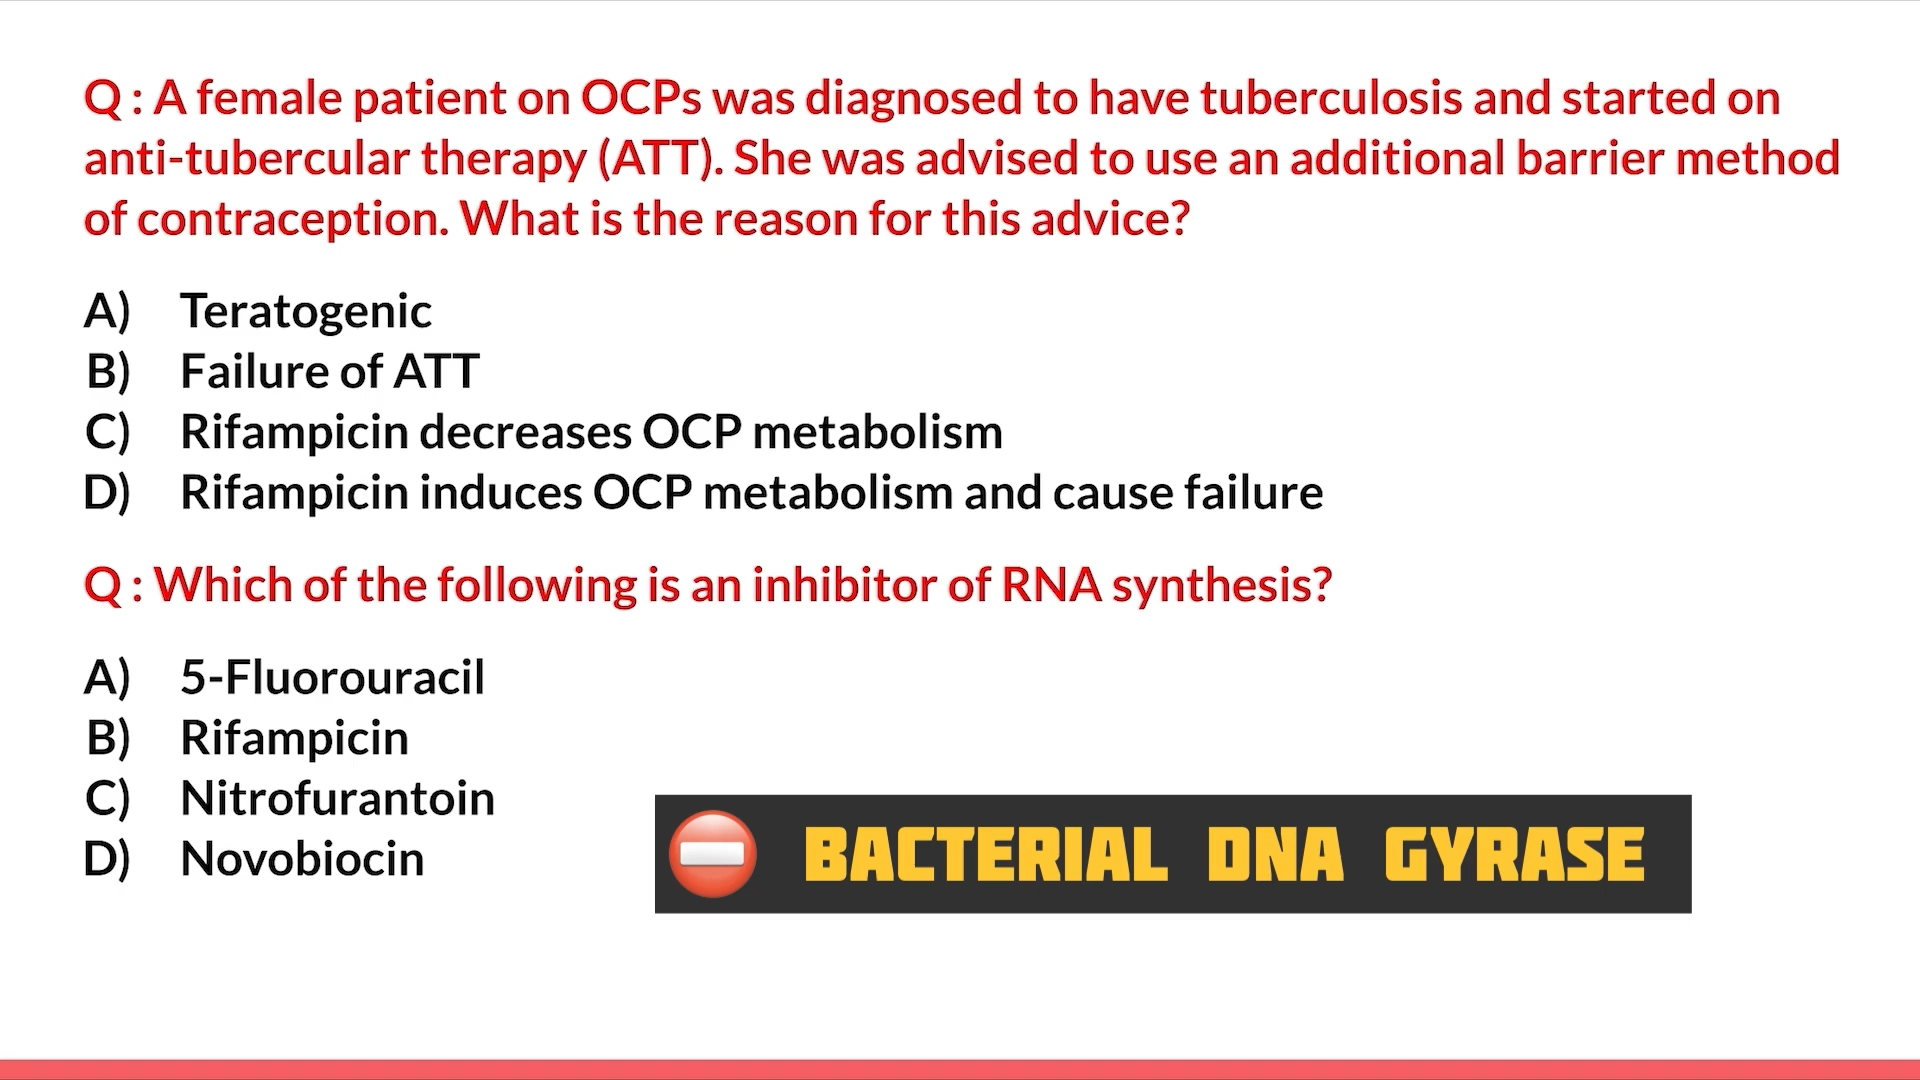 Q : A female patient on OCPs was diagnosed to have tuberculosis and started on
anti-tubercular therapy (ATT). She was advised to use an additional barrier method
of contraception. What is the reason for this advice?
A) Teratogenic
B) Failure of ATT
C) Rifampicin decreases OCP metabolism
D) Rifampicin induces OCP metabolism and cause failure
Q : Which of the following is an inhibitor of RNA synthesis?
A) 5-Fluorouracil
B) Rifampicin
C) Nitrofurantoin
D) Novobiocin
BACTERIAL DNA GYRASE